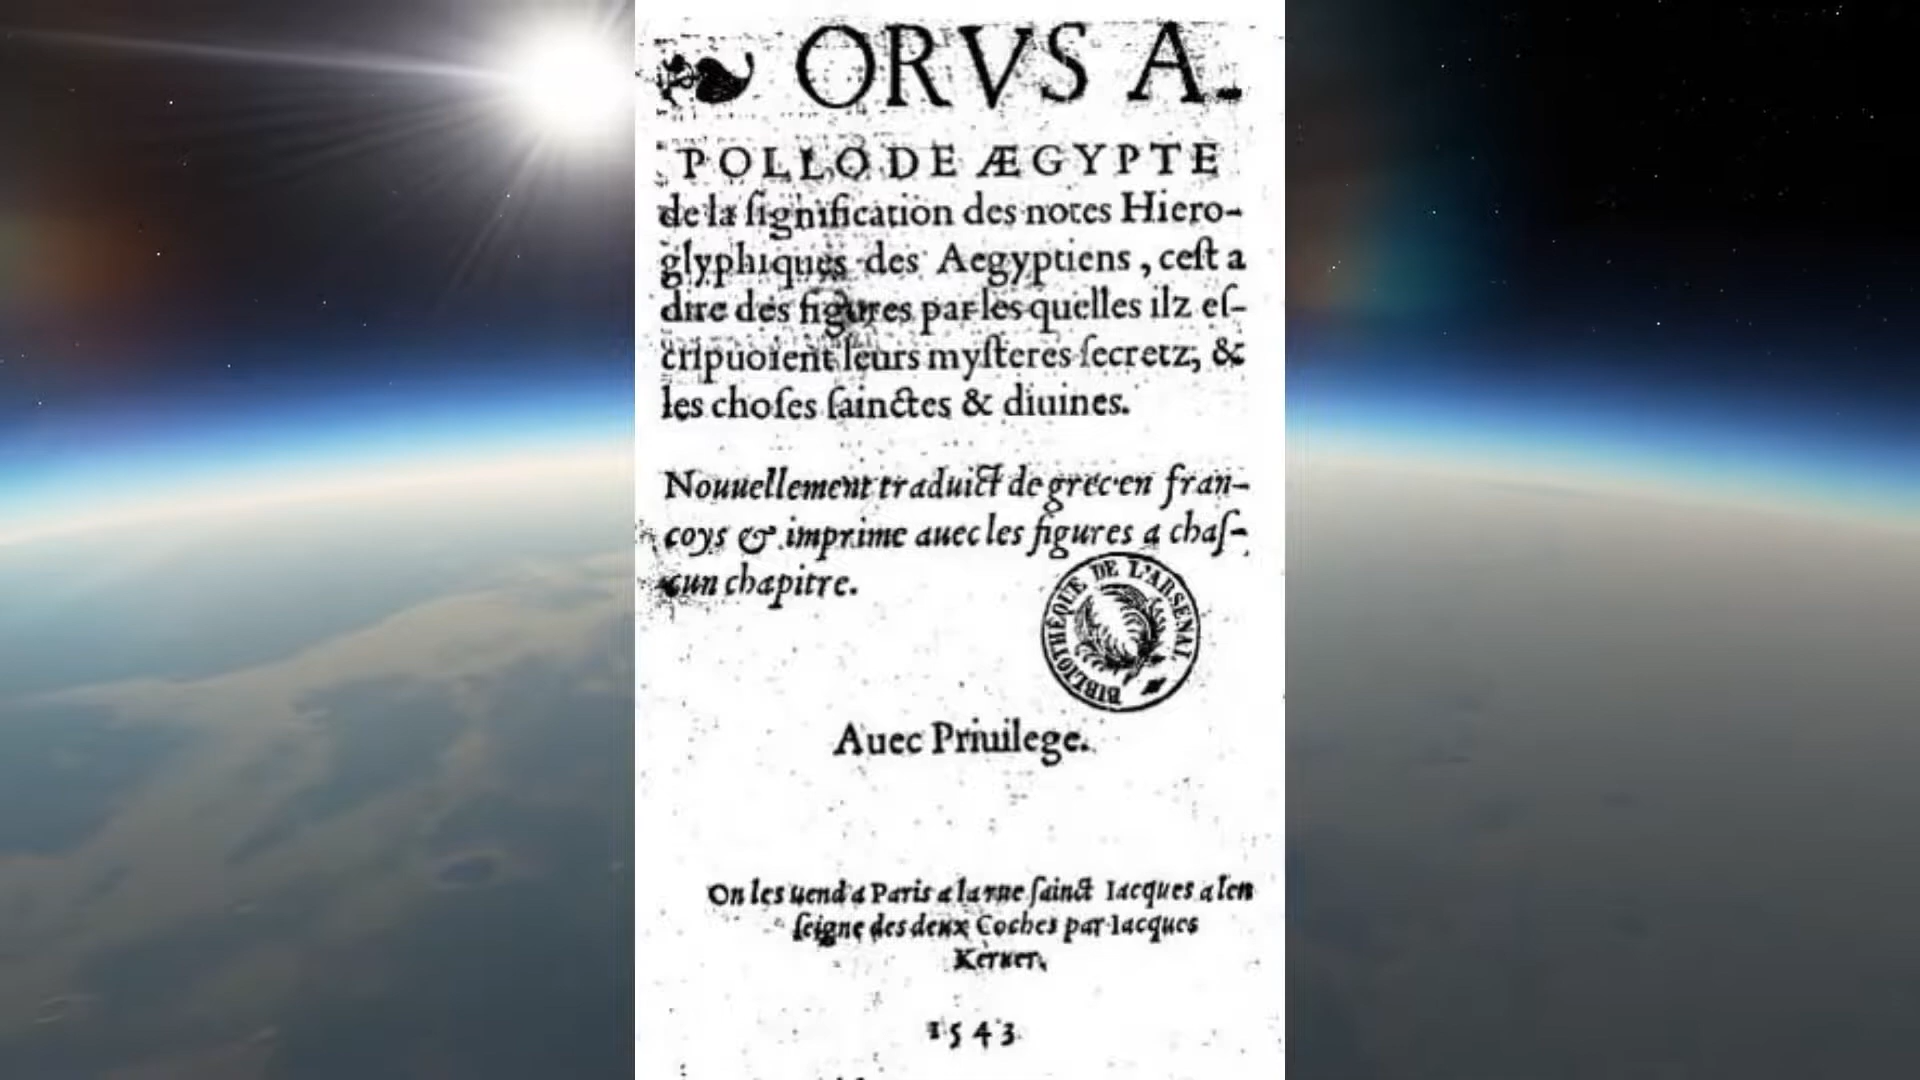 ORVS A-
POLLO DE ÆGYPTE
de la ſignification des notes Hiero-
glyphiques des Aegyptiens, ceſt a
dire des figures par les quelles ilz eſ-
cripuoient leurs myſteres ſecretz, &
les choſes ſainctes & diuines.
Nouuellement traduict de grec en fran-
coys & imprime auec les figures a chaſ-
cun chapitre.
BIBLIOTHÉQUE DE L'ARSENAL
Auec Priuilege.
On les uend a Paris a la rue ſainct Iacques a len
ſeigne des deux Coches par Iacques
Keruer.
1543